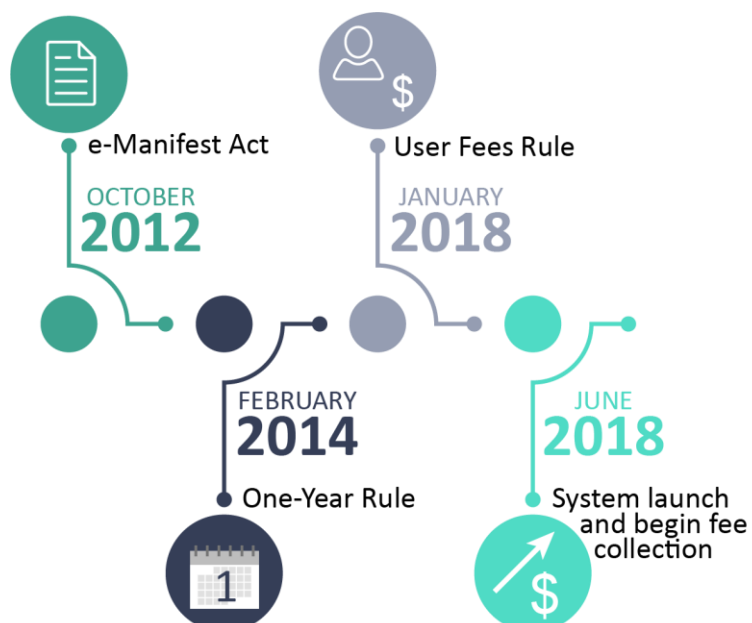 $
e-Manifest Act
User Fees Rule
OCTOBER
2012
JANUARY
2018
FEBRUARY
2014
JUNE
2018
One-Year Rule
System launch
and begin fee
collection
1
$